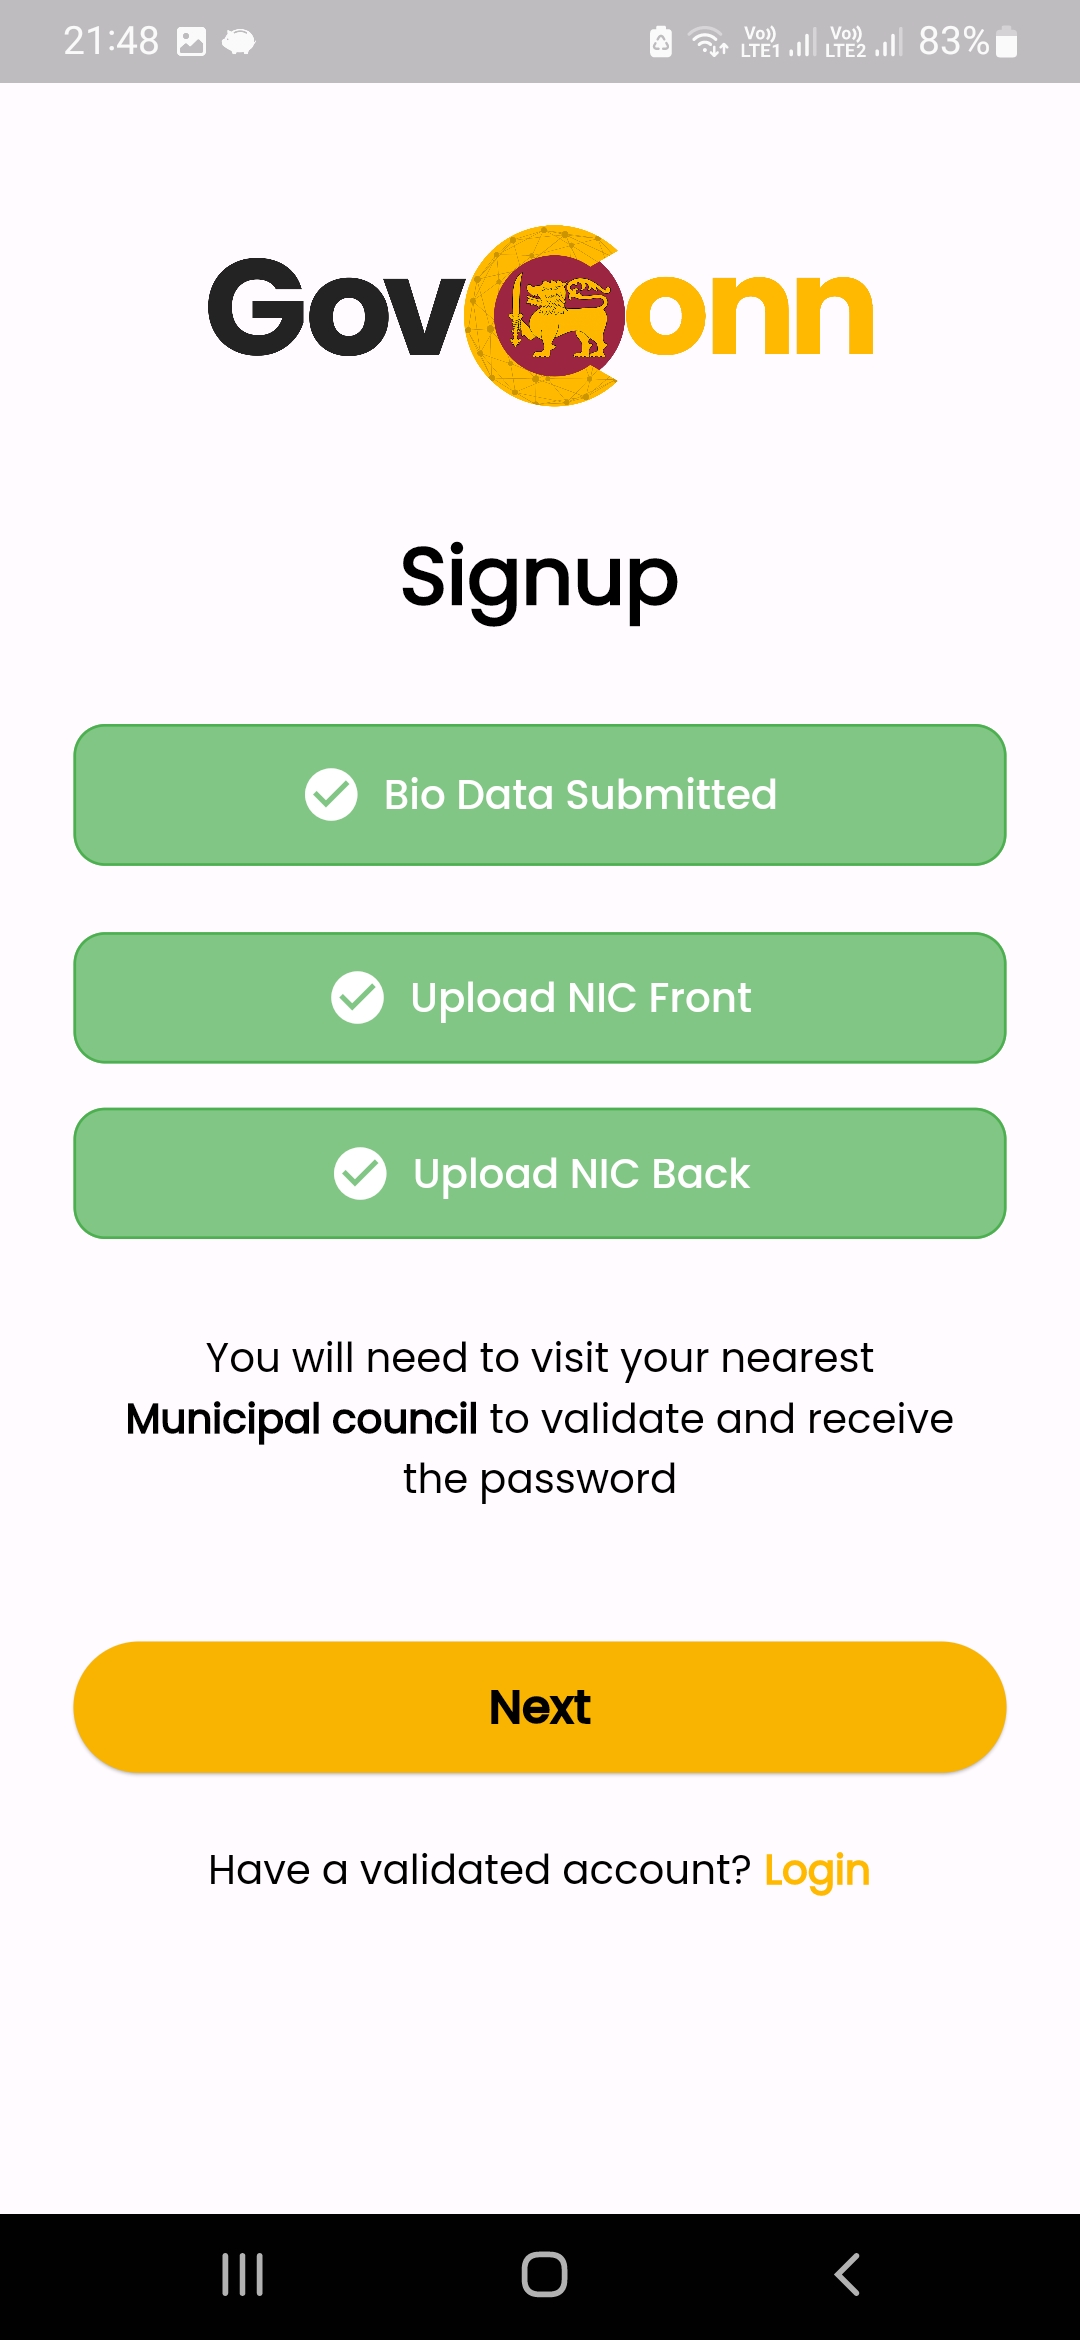 21:48 Vo)) LTE1 Vo)) LTE2 83%
GovConn
Signup
Bio Data Submitted
Upload NIC Front
Upload NIC Back
You will need to visit your nearest
Municipal council to validate and receive
the password
Next
Have a validated account? Login